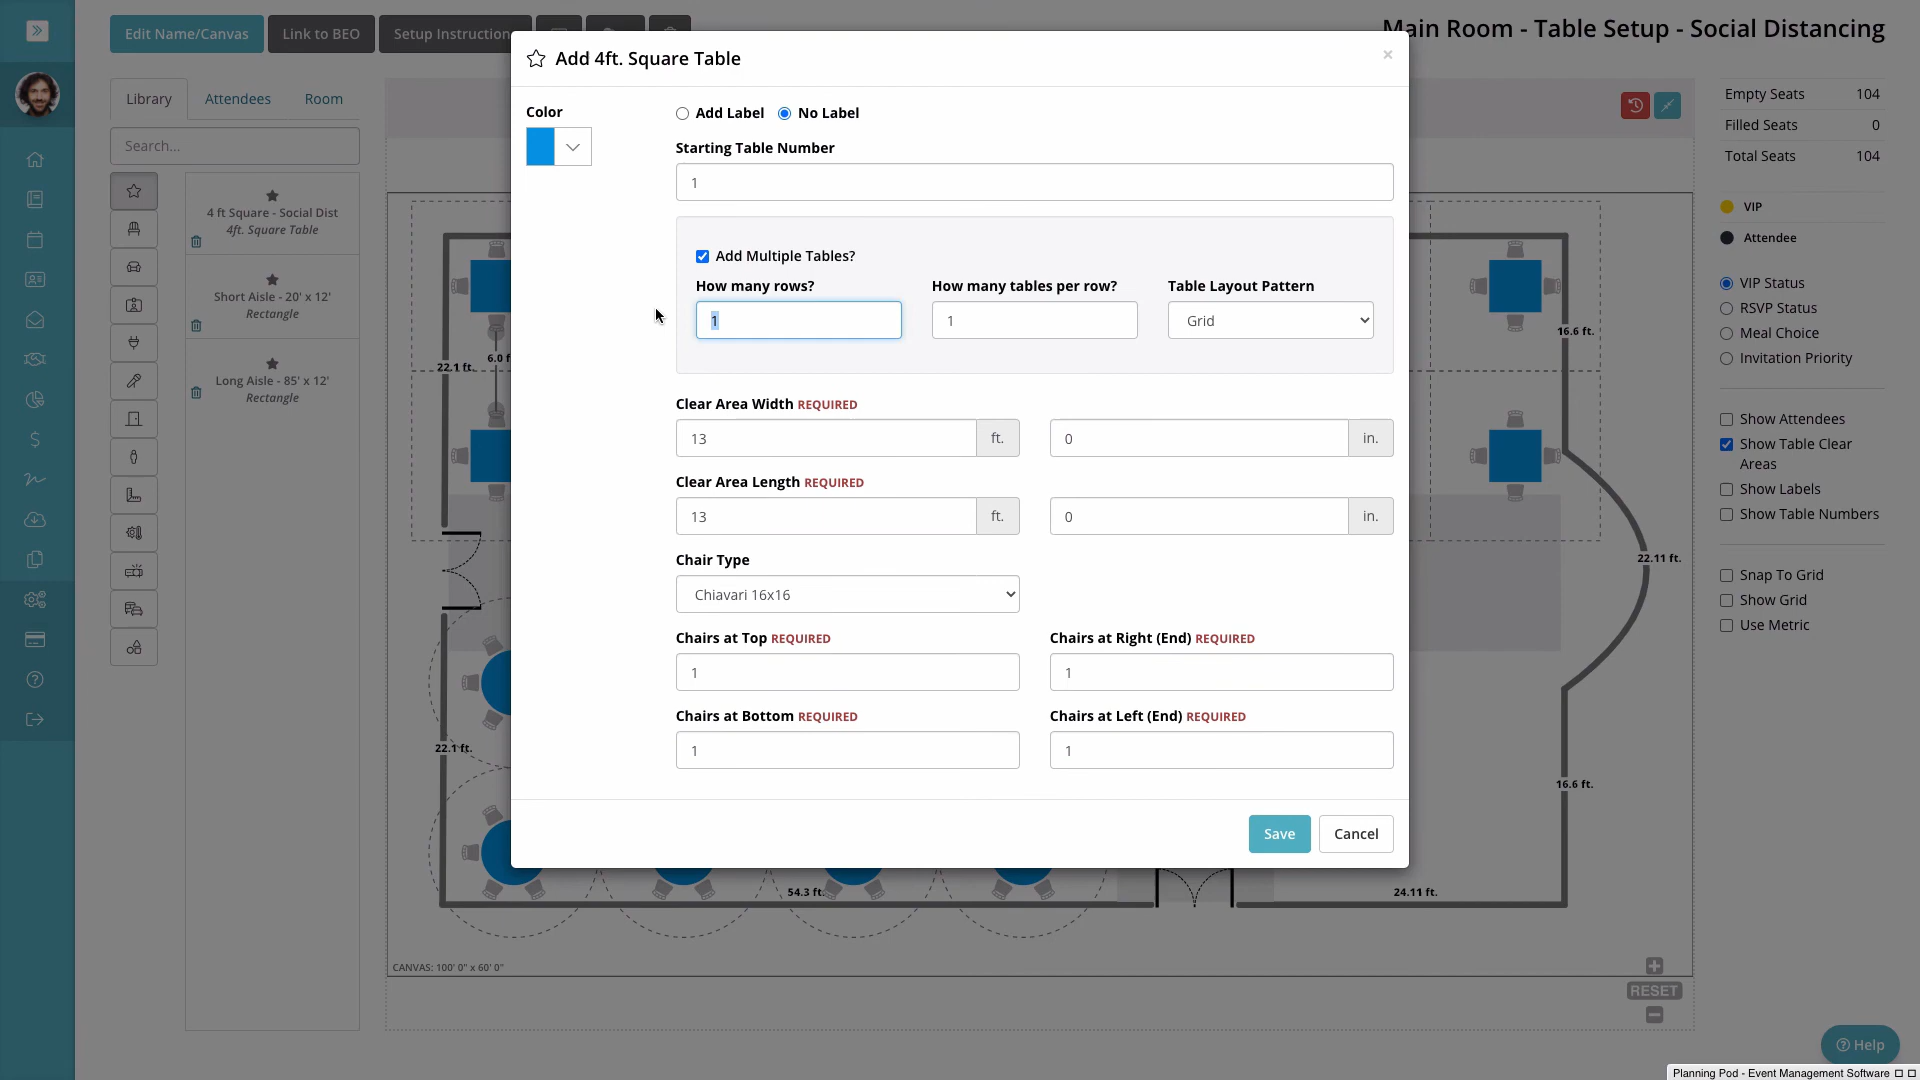 Edit Name/Canvas
Link to BEO
Setup Instruction
Main Room - Table Setup - Social Distancing
Library
Attendees
Room
Search...
4 ft Square - Social Dist
4ft. Square Table
Short Aisle - 20' x 12'
Rectangle
Long Aisle - 85' x 12'
Rectangle
Add 4ft. Square Table
×
Color
Add Label
No Label
Starting Table Number
1
Add Multiple Tables?
How many rows?
How many tables per row?
Table Layout Pattern
1
1
Grid
Clear Area Width REQUIRED
13 ft.
0 in.
Clear Area Length REQUIRED
13 ft.
0 in.
Chair Type
Chiavari 16x16
Chairs at Top REQUIRED
Chairs at Right (End) REQUIRED
1
1
Chairs at Bottom REQUIRED
Chairs at Left (End) REQUIRED
1
1
Save
Cancel
22.1 ft.
6.0 f
16.6 ft.
22.11 ft.
22.1 ft.
16.6 ft.
54.3 ft.
24.11 ft.
CANVAS: 100' 0" x 60' 0"
RESET
Empty Seats 104
Filled Seats 0
Total Seats 104
VIP
Attendee
VIP Status
RSVP Status
Meal Choice
Invitation Priority
Show Attendees
Show Table Clear
Areas
Show Labels
Show Table Numbers
Snap To Grid
Show Grid
Use Metric
Help
Planning Pod - Event Management Software